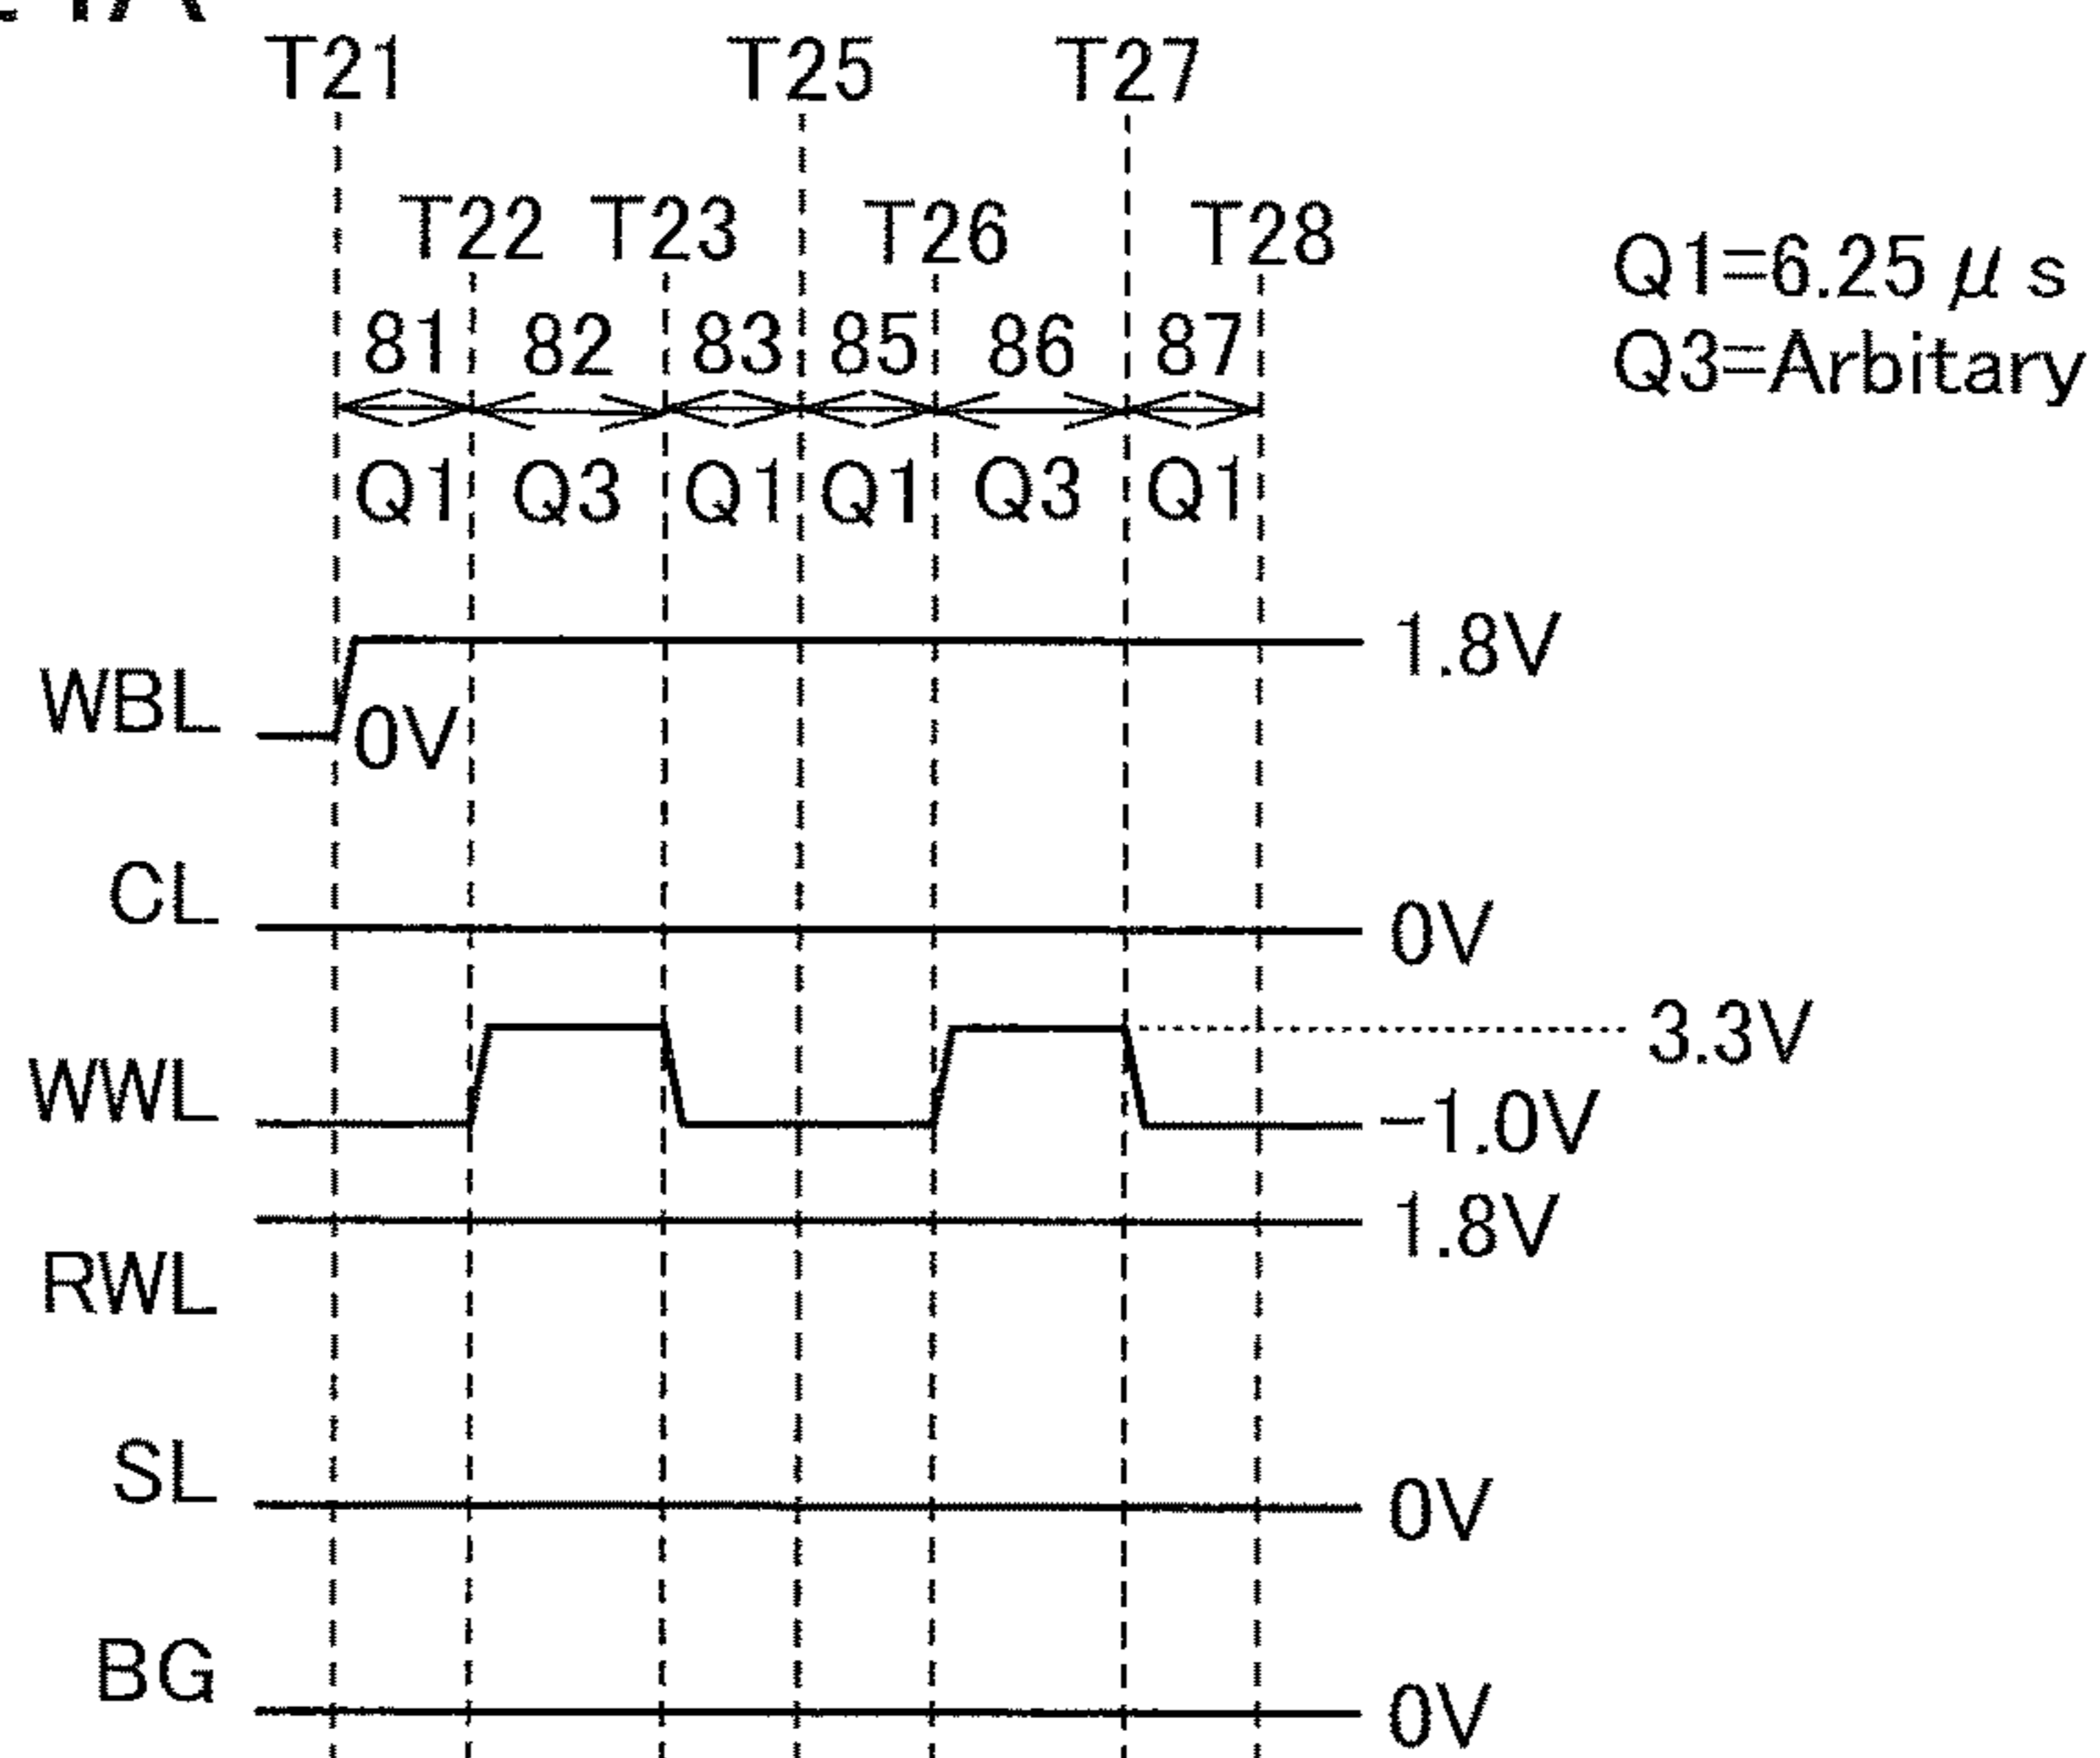 T21 T25 T27
T22 T23 T26 T28
81 82 83 85 86 87
Q1 Q3 Q1 Q1 Q3 Q1
Q1=6.25μs
Q3=Arbitary
WBL 0V 1.8V
CL 0V
WWL 3.3V
-1.0V
RWL 1.8V
SL 0V
BG 0V